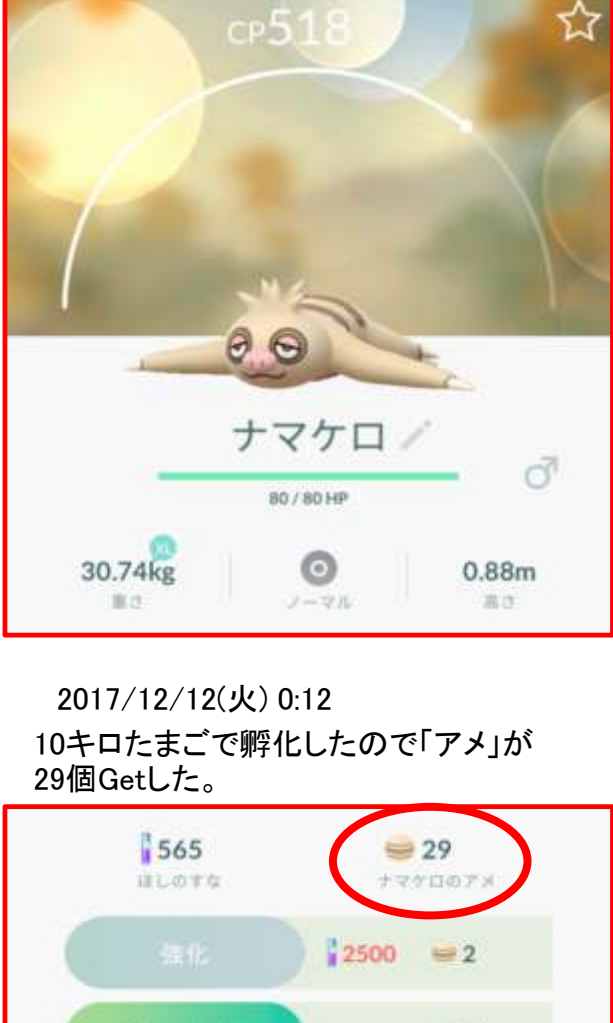 CP518
ナマケロ
80 / 80 HP
XL
30.74kg
0.88m
重さ
ノーマル
高さ
2017/12/12(火) 0:12
10キロたまごで孵化したので「アメ」が
29個Getした。
565
29
ほしのすな
ナマケロのアメ
強化
2500
2